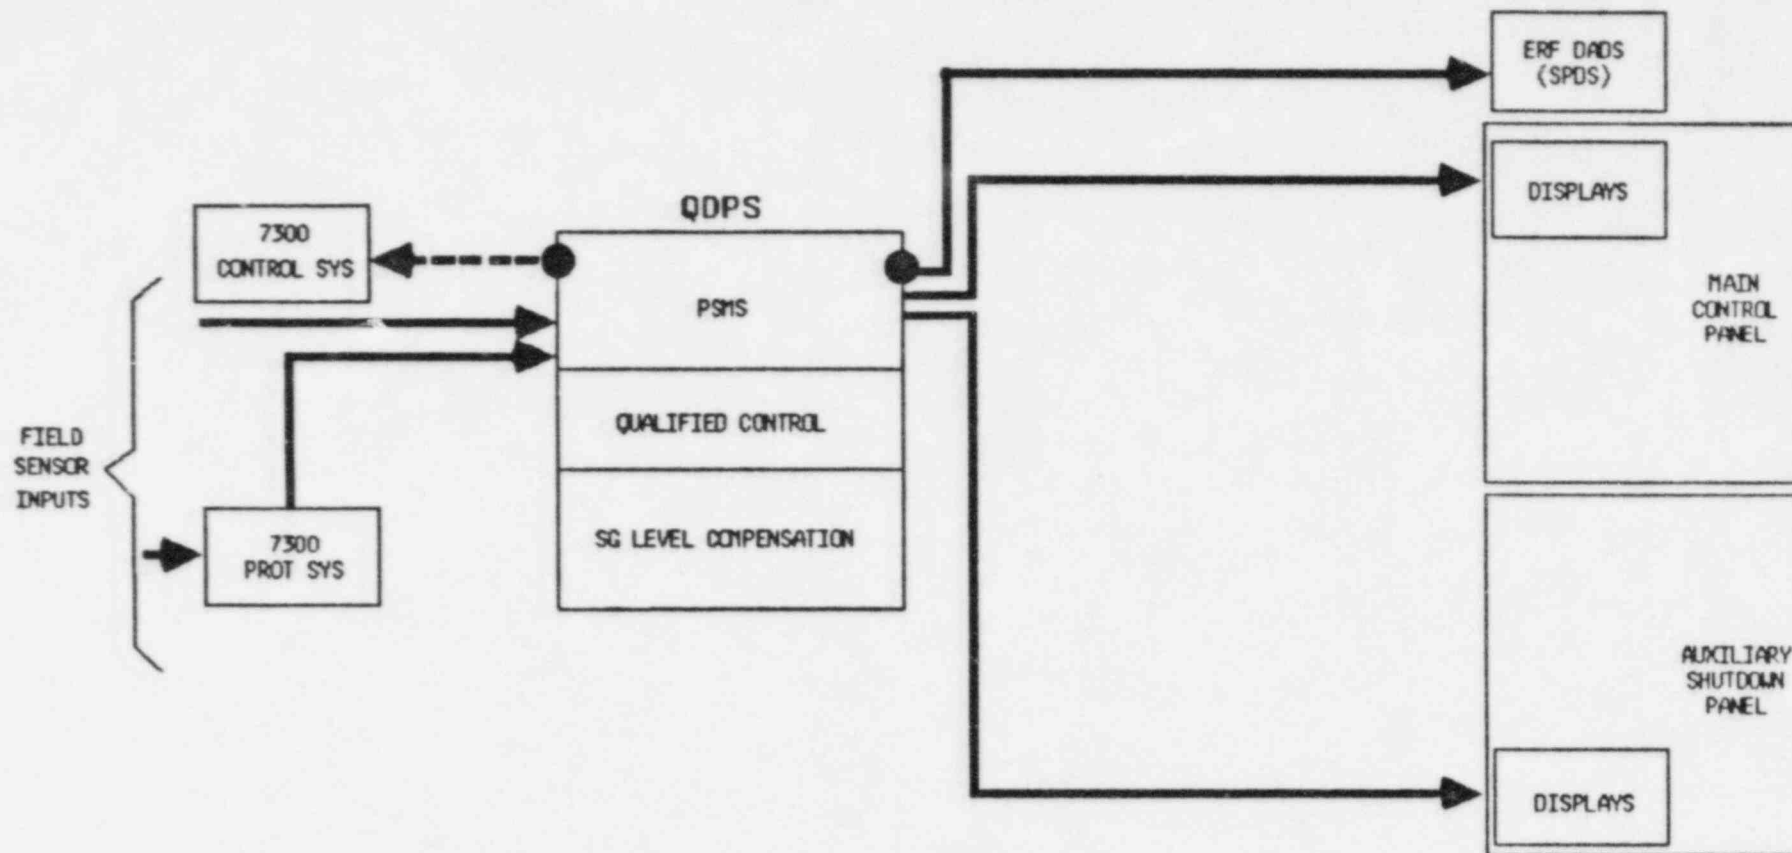 ERF DADS
(SPDS)
DISPLAYS
MAIN
CONTROL
PANEL
QDPS
7300
CONTROL SYS
PSMS
QUALIFIED CONTROL
SG LEVEL COMPENSATION
FIELD
SENSOR
INPUTS
7300
PROT SYS
AUXILIARY
SHUTDOWN
PANEL
DISPLAYS